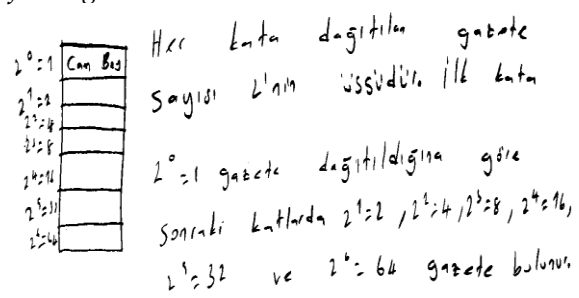 2⁰=1 Can Bey
2¹=2
2²=4
2³=8
2⁴=16
2⁵=32
2⁶=64
Her kata dağıtılan gazete
sayısı 2'nin üssüdür. İlk kata
2⁰=1 gazete dağıtıldığına göre
sonraki katlarda 2¹=2, 2²=4, 2³=8, 2⁴=16,
2⁵=32 ve 2⁶=64 gazete bulunur.